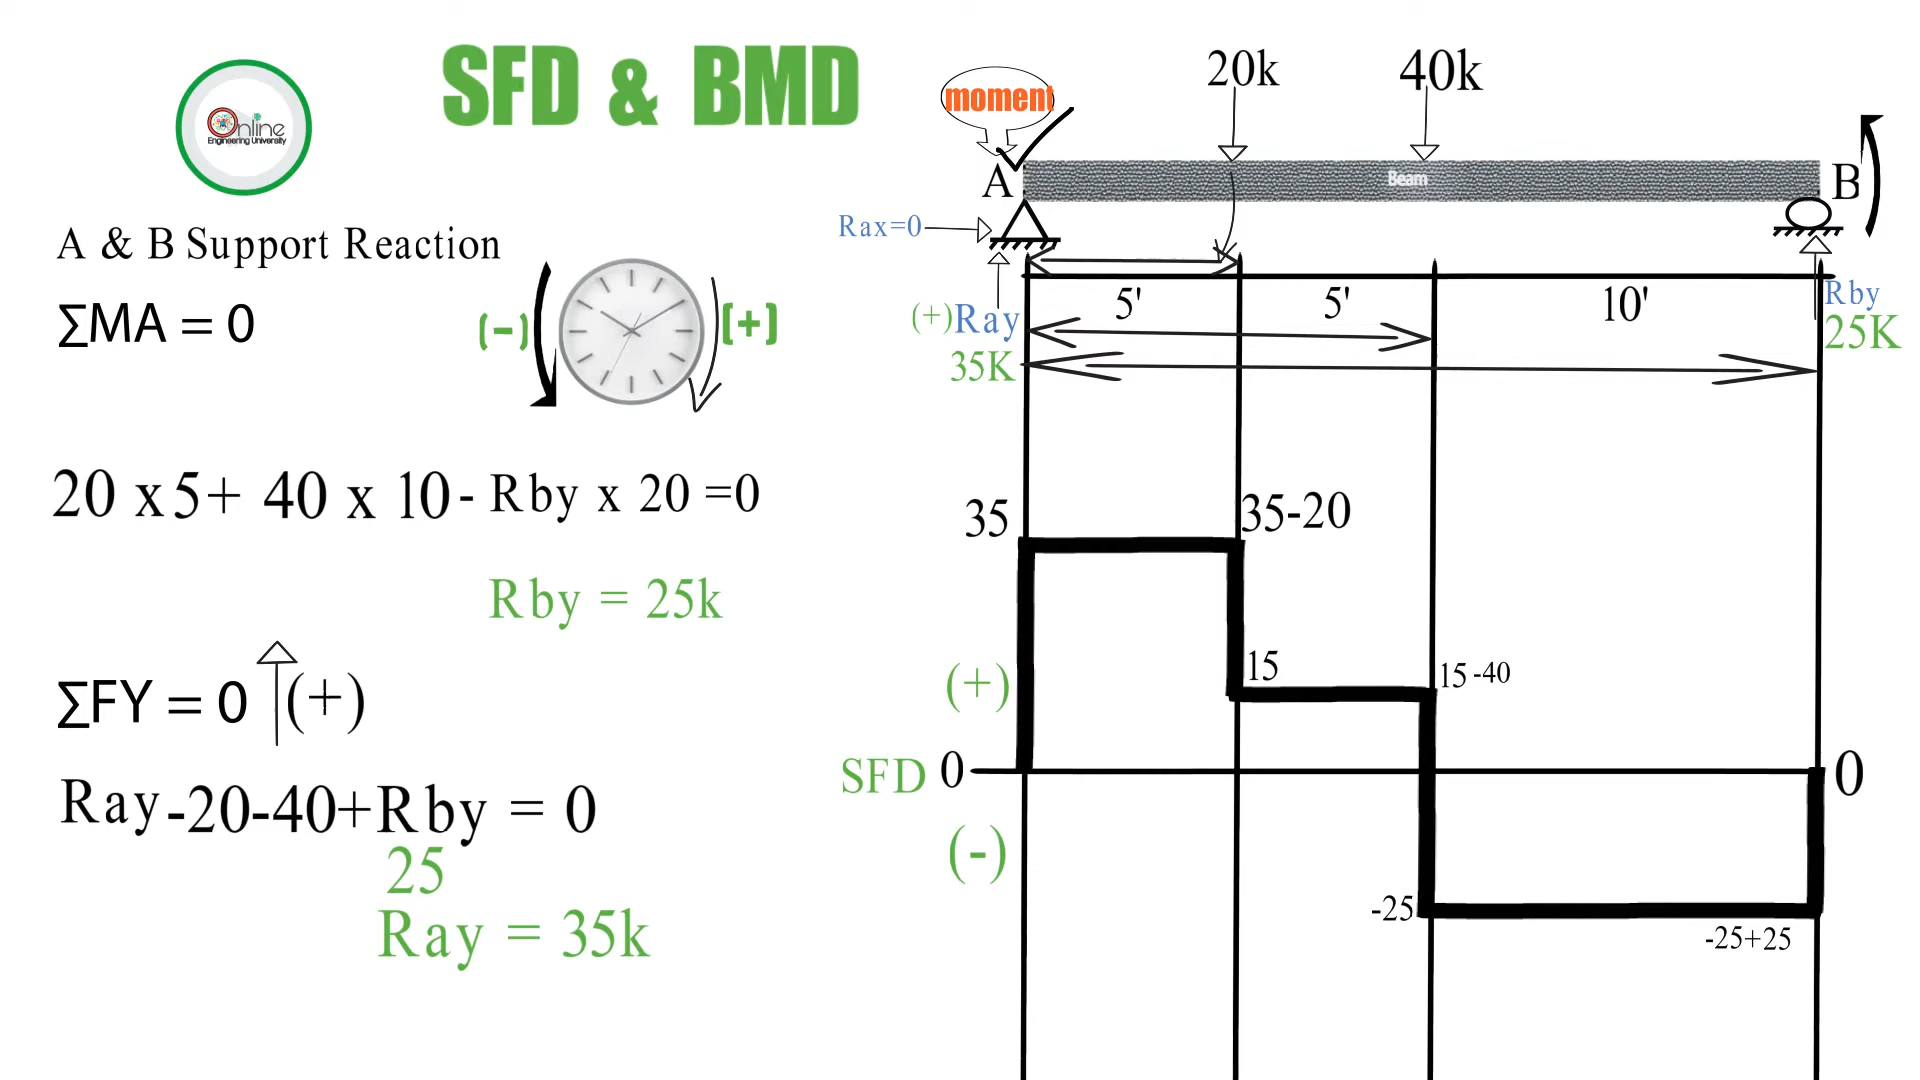 SFD & BMD
Online
Engineering University
A & B Support Reaction
∑MA = 0
(-)
(+)
20 x 5 + 40 x 10 - Rby x 20 =0
Rby = 25k
∑FY = 0 (+)
Ray -20-40+Rby = 0
25
Ray = 35k
moment
20k
40k
A
Beam
B
Rax=0
(+)Ray
35K
5'
5'
10'
Rby
25K
35
35-20
(+)
15
15 -40
SFD 0
0
(-)
-25
-25+25